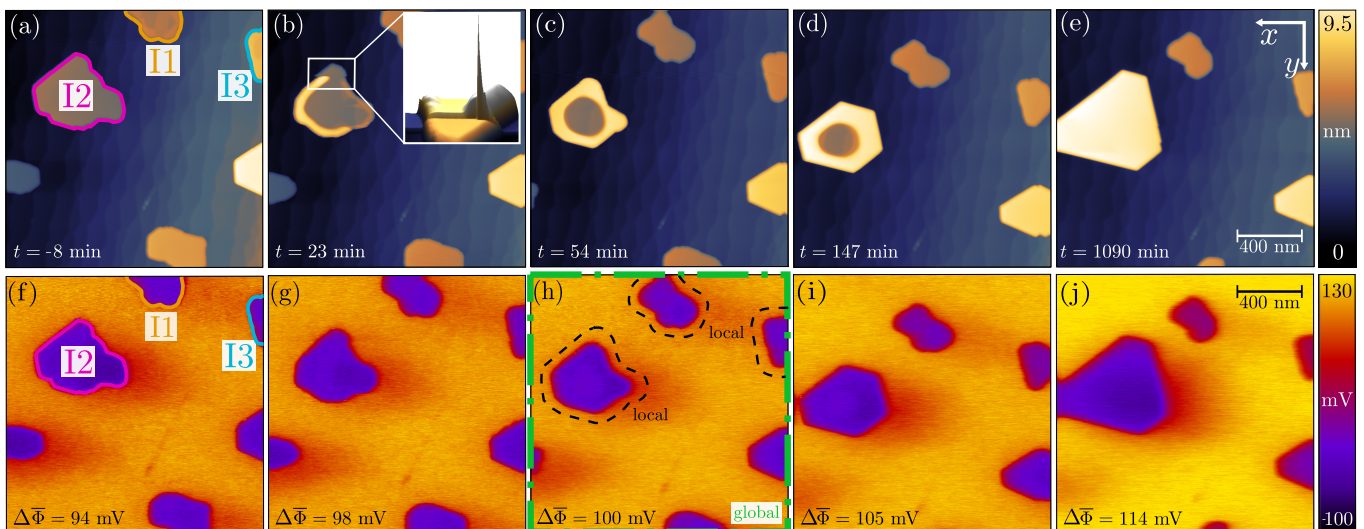 (a)
I1
I3
I2
t = -8 min
(b)
t = 23 min
(c)
t = 54 min
(d)
t = 147 min
(e)
x
y
t = 1090 min
400 nm
9.5
nm
0
(f)
I1
I3
I2
ΔΦ̅ = 94 mV
(g)
ΔΦ̅ = 98 mV
(h)
local
local
global
ΔΦ̅ = 100 mV
(i)
ΔΦ̅ = 105 mV
(j)
400 nm
ΔΦ̅ = 114 mV
130
mV
-100